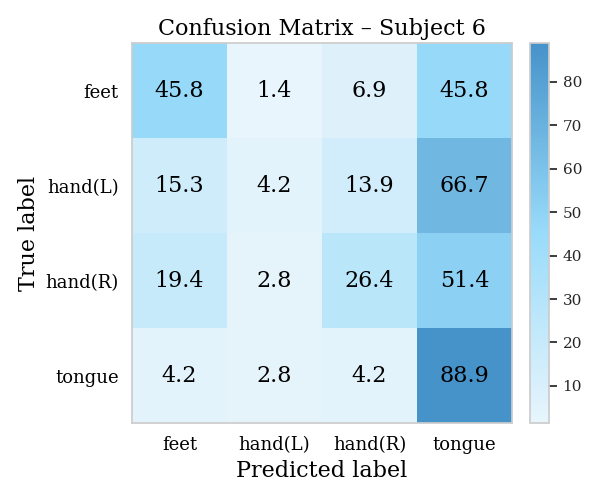 Confusion Matrix – Subject 6
True label
feet 45.8 1.4 6.9 45.8
hand(L) 15.3 4.2 13.9 66.7
hand(R) 19.4 2.8 26.4 51.4
tongue 4.2 2.8 4.2 88.9
feet hand(L) hand(R) tongue
Predicted label
80
70
60
50
40
30
20
10